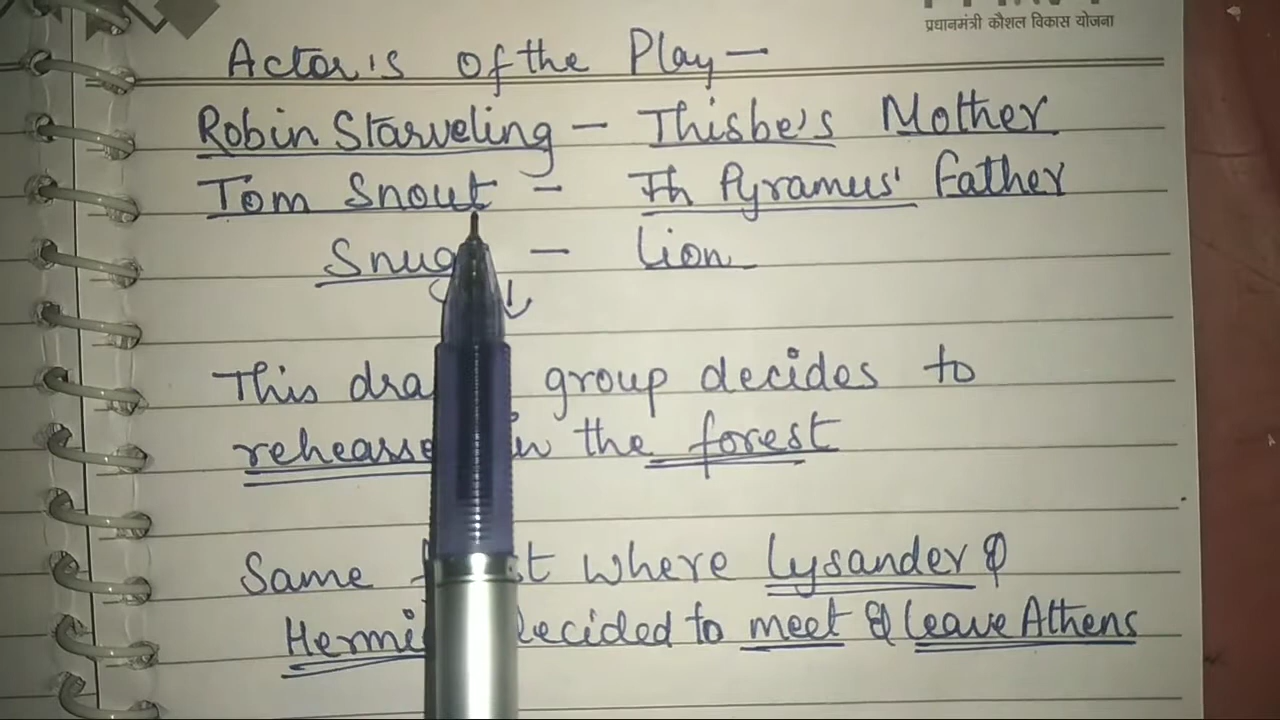 प्रधानमंत्री कौशल विकास योजना
Actor's of the Play—
Robin Starveling – Thisbe's Mother
Tom Snout – Pyramus' Father
Snug – Lion
This group decides to
in the forest
Same where Lysander &
decided to meet & leave Athens